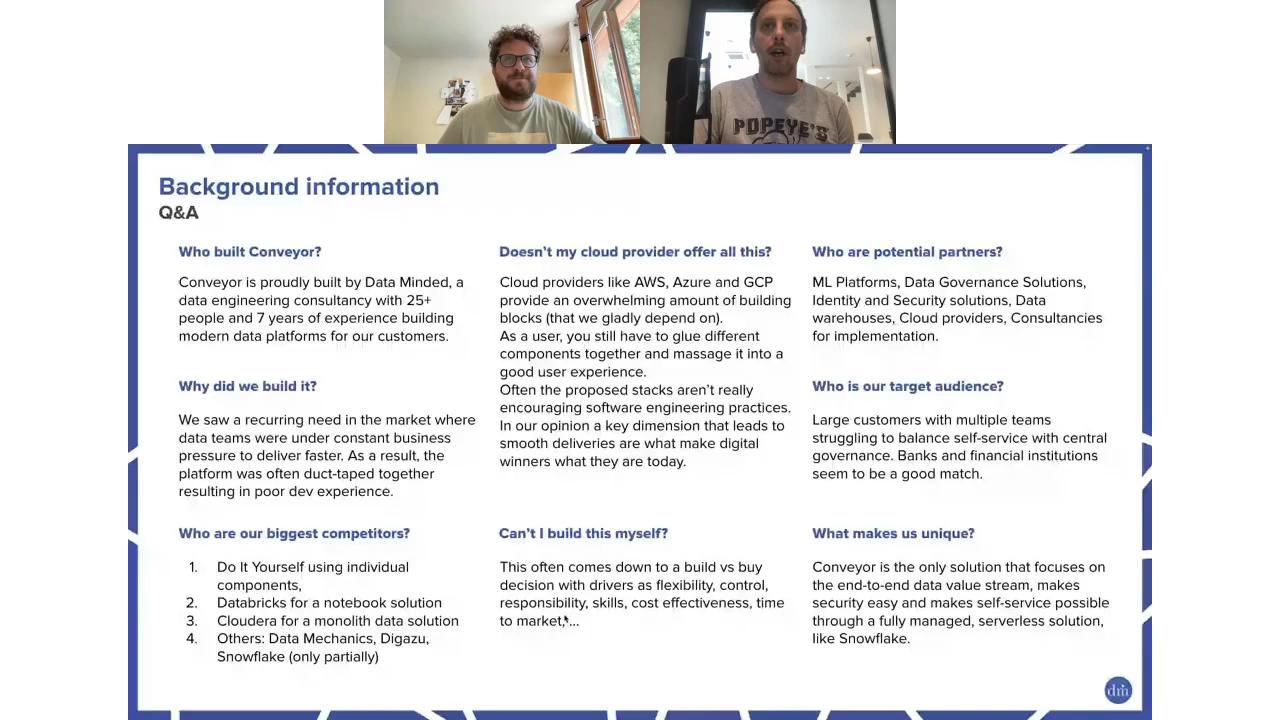 POPEYE'S
Background information
Q&A
Who built Conveyor?
Conveyor is proudly built by Data Minded, a
data engineering consultancy with 25+
people and 7 years of experience building
modern data platforms for our customers.
Why did we build it?
We saw a recurring need in the market where
data teams were under constant business
pressure to deliver faster. As a result, the
platform was often duct-taped together
resulting in poor dev experience.
Who are our biggest competitors?
1. Do It Yourself using individual
components,
2. Databricks for a notebook solution
3. Cloudera for a monolith data solution
4. Others: Data Mechanics, Digazu,
Snowflake (only partially)
Doesn't my cloud provider offer all this?
Cloud providers like AWS, Azure and GCP
provide an overwhelming amount of building
blocks (that we gladly depend on).
As a user, you still have to glue different
components together and massage it into a
good user experience.
Often the proposed stacks aren't really
encouraging software engineering practices.
In our opinion a key dimension that leads to
smooth deliveries are what make digital
winners what they are today.
Can't I build this myself?
This often comes down to a build vs buy
decision with drivers as flexibility, control,
responsibility, skills, cost effectiveness, time
to market,...
Who are potential partners?
ML Platforms, Data Governance Solutions,
Identity and Security solutions, Data
warehouses, Cloud providers, Consultancies
for implementation.
Who is our target audience?
Large customers with multiple teams
struggling to balance self-service with central
governance. Banks and financial institutions
seem to be a good match.
What makes us unique?
Conveyor is the only solution that focuses on
the end-to-end data value stream, makes
security easy and makes self-service possible
through a fully managed, serverless solution,
like Snowflake.
dm